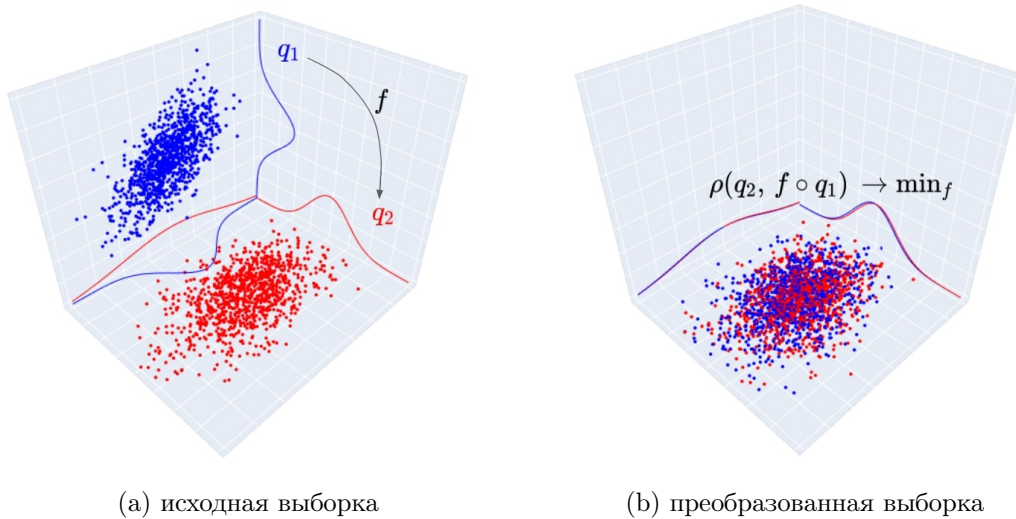 q₁
f
q₂
ρ(q₂, f ∘ q₁) → min_f
(a) исходная выборка
(b) преобразованная выборка